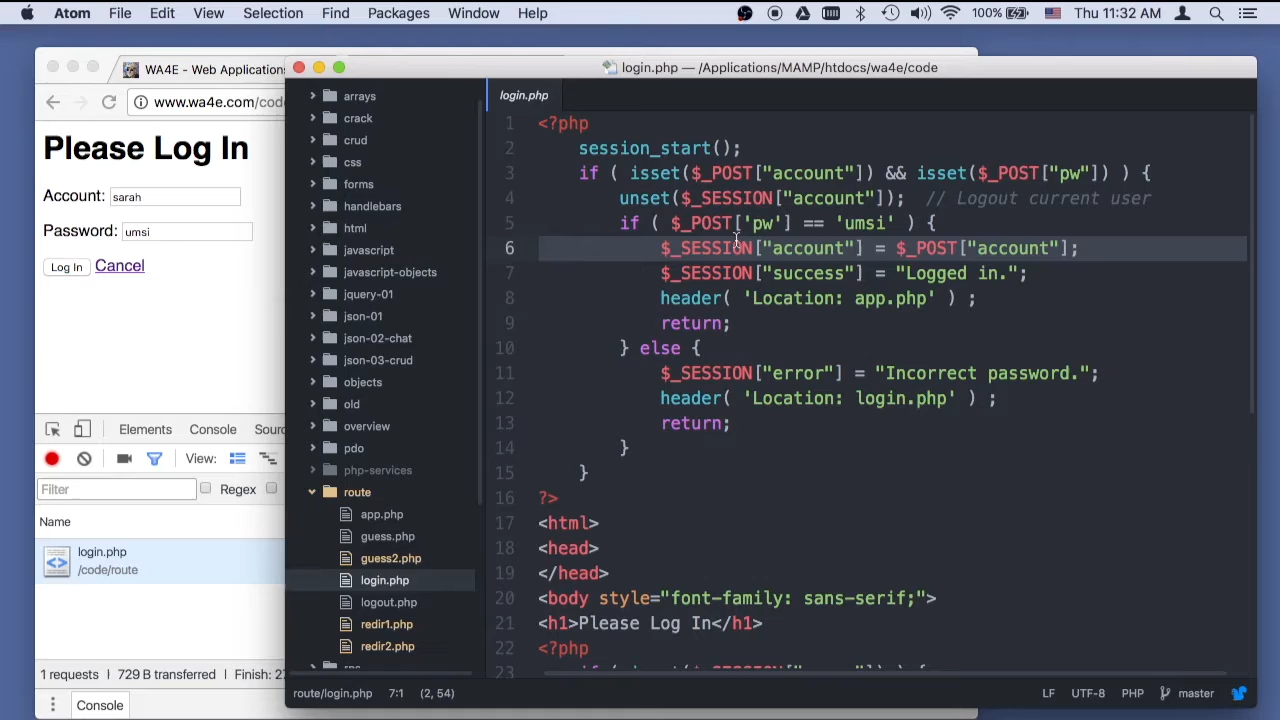 Atom File Edit View Selection Find Packages Window Help 100% Thu 11:32 AM
WA4E - Web Applications
www.wa4e.com/cod
Please Log In
Account: sarah
Password: umsi
Log In Cancel
Elements Console Sour
View:
Filter Regex
Name
login.php
/code/route
1 requests | 729 B transferred | Finish: 2
Console
login.php — /Applications/MAMP/htdocs/wa4e/code
arrays
crack
crud
css
forms
handlebars
html
javascript
javascript-objects
jquery-01
json-01
json-02-chat
json-03-crud
objects
old
overview
pdo
php-services
route
app.php
guess.php
guess2.php
login.php
logout.php
redir1.php
redir2.php
login.php
1 <?php
2 session_start();
3 if ( isset($_POST["account"]) && isset($_POST["pw"]) ) {
4 unset($_SESSION["account"]); // Logout current user
5 if ( $_POST['pw'] == 'umsi' ) {
6 $_SESSION["account"] = $_POST["account"];
7 $_SESSION["success"] = "Logged in.";
8 header( 'Location: app.php' ) ;
9 return;
10 } else {
11 $_SESSION["error"] = "Incorrect password.";
12 header( 'Location: login.php' ) ;
13 return;
14 }
15 }
16 ?>
17 <html>
18 <head>
19 </head>
20 <body style="font-family: sans-serif;">
21 <h1>Please Log In</h1>
22 <?php
23
route/login.php 7:1 (2, 54) LF UTF-8 PHP master